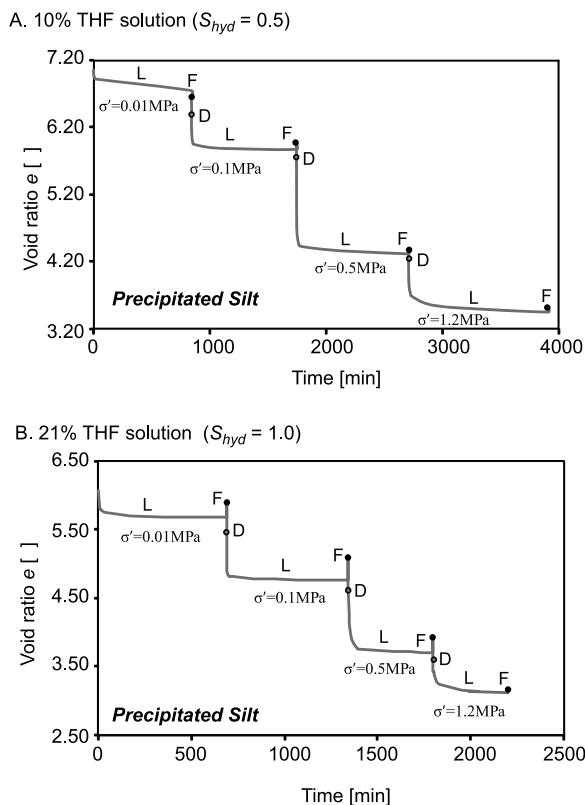 A. 10% THF solution (S_hyd = 0.5)
7.20
6.20
5.20
4.20
3.20
Void ratio e [ ]
L
σ′=0.01MPa
F
D
L
σ′=0.1MPa
F
D
L
σ′=0.5MPa
F
D
L
σ′=1.2MPa
F
Precipitated Silt
0 1000 2000 3000 4000
Time [min]
B. 21% THF solution (S_hyd = 1.0)
6.50
5.50
4.50
3.50
2.50
Void ratio e [ ]
L
σ′=0.01MPa
F
D
L
σ′=0.1MPa
F
D
L
σ′=0.5MPa
F
D
L
σ′=1.2MPa
F
Precipitated Silt
0 500 1000 1500 2000 2500
Time [min]